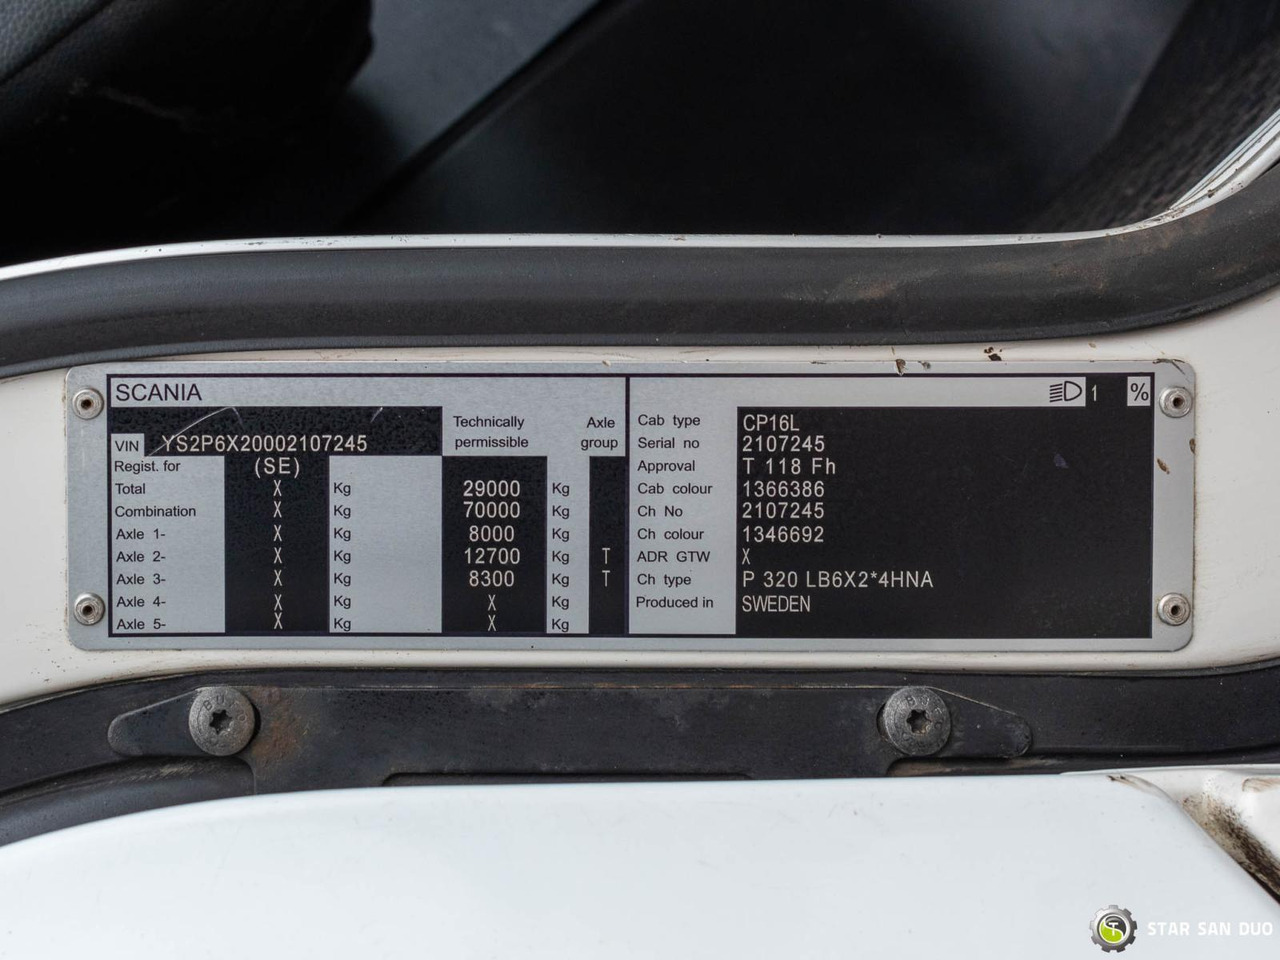 SCANIA
VIN YS2P6X20002107245
Technically permissible
Axle group
Regist. for (SE)
Total X Kg 29000 Kg
Combination X Kg 70000 Kg
Axle 1- X Kg 8000 Kg
Axle 2- X Kg 12700 Kg T
Axle 3- X Kg 8300 Kg T
Axle 4- X Kg X Kg
Axle 5- X Kg X Kg
1 %
Cab type CP16L
Serial no 2107245
Approval T 118 Fh
Cab colour 1366386
Ch No 2107245
Ch colour 1346692
ADR GTW X
Ch type P 320 LB6X2*4HNA
Produced in SWEDEN
STAR SAN DUO